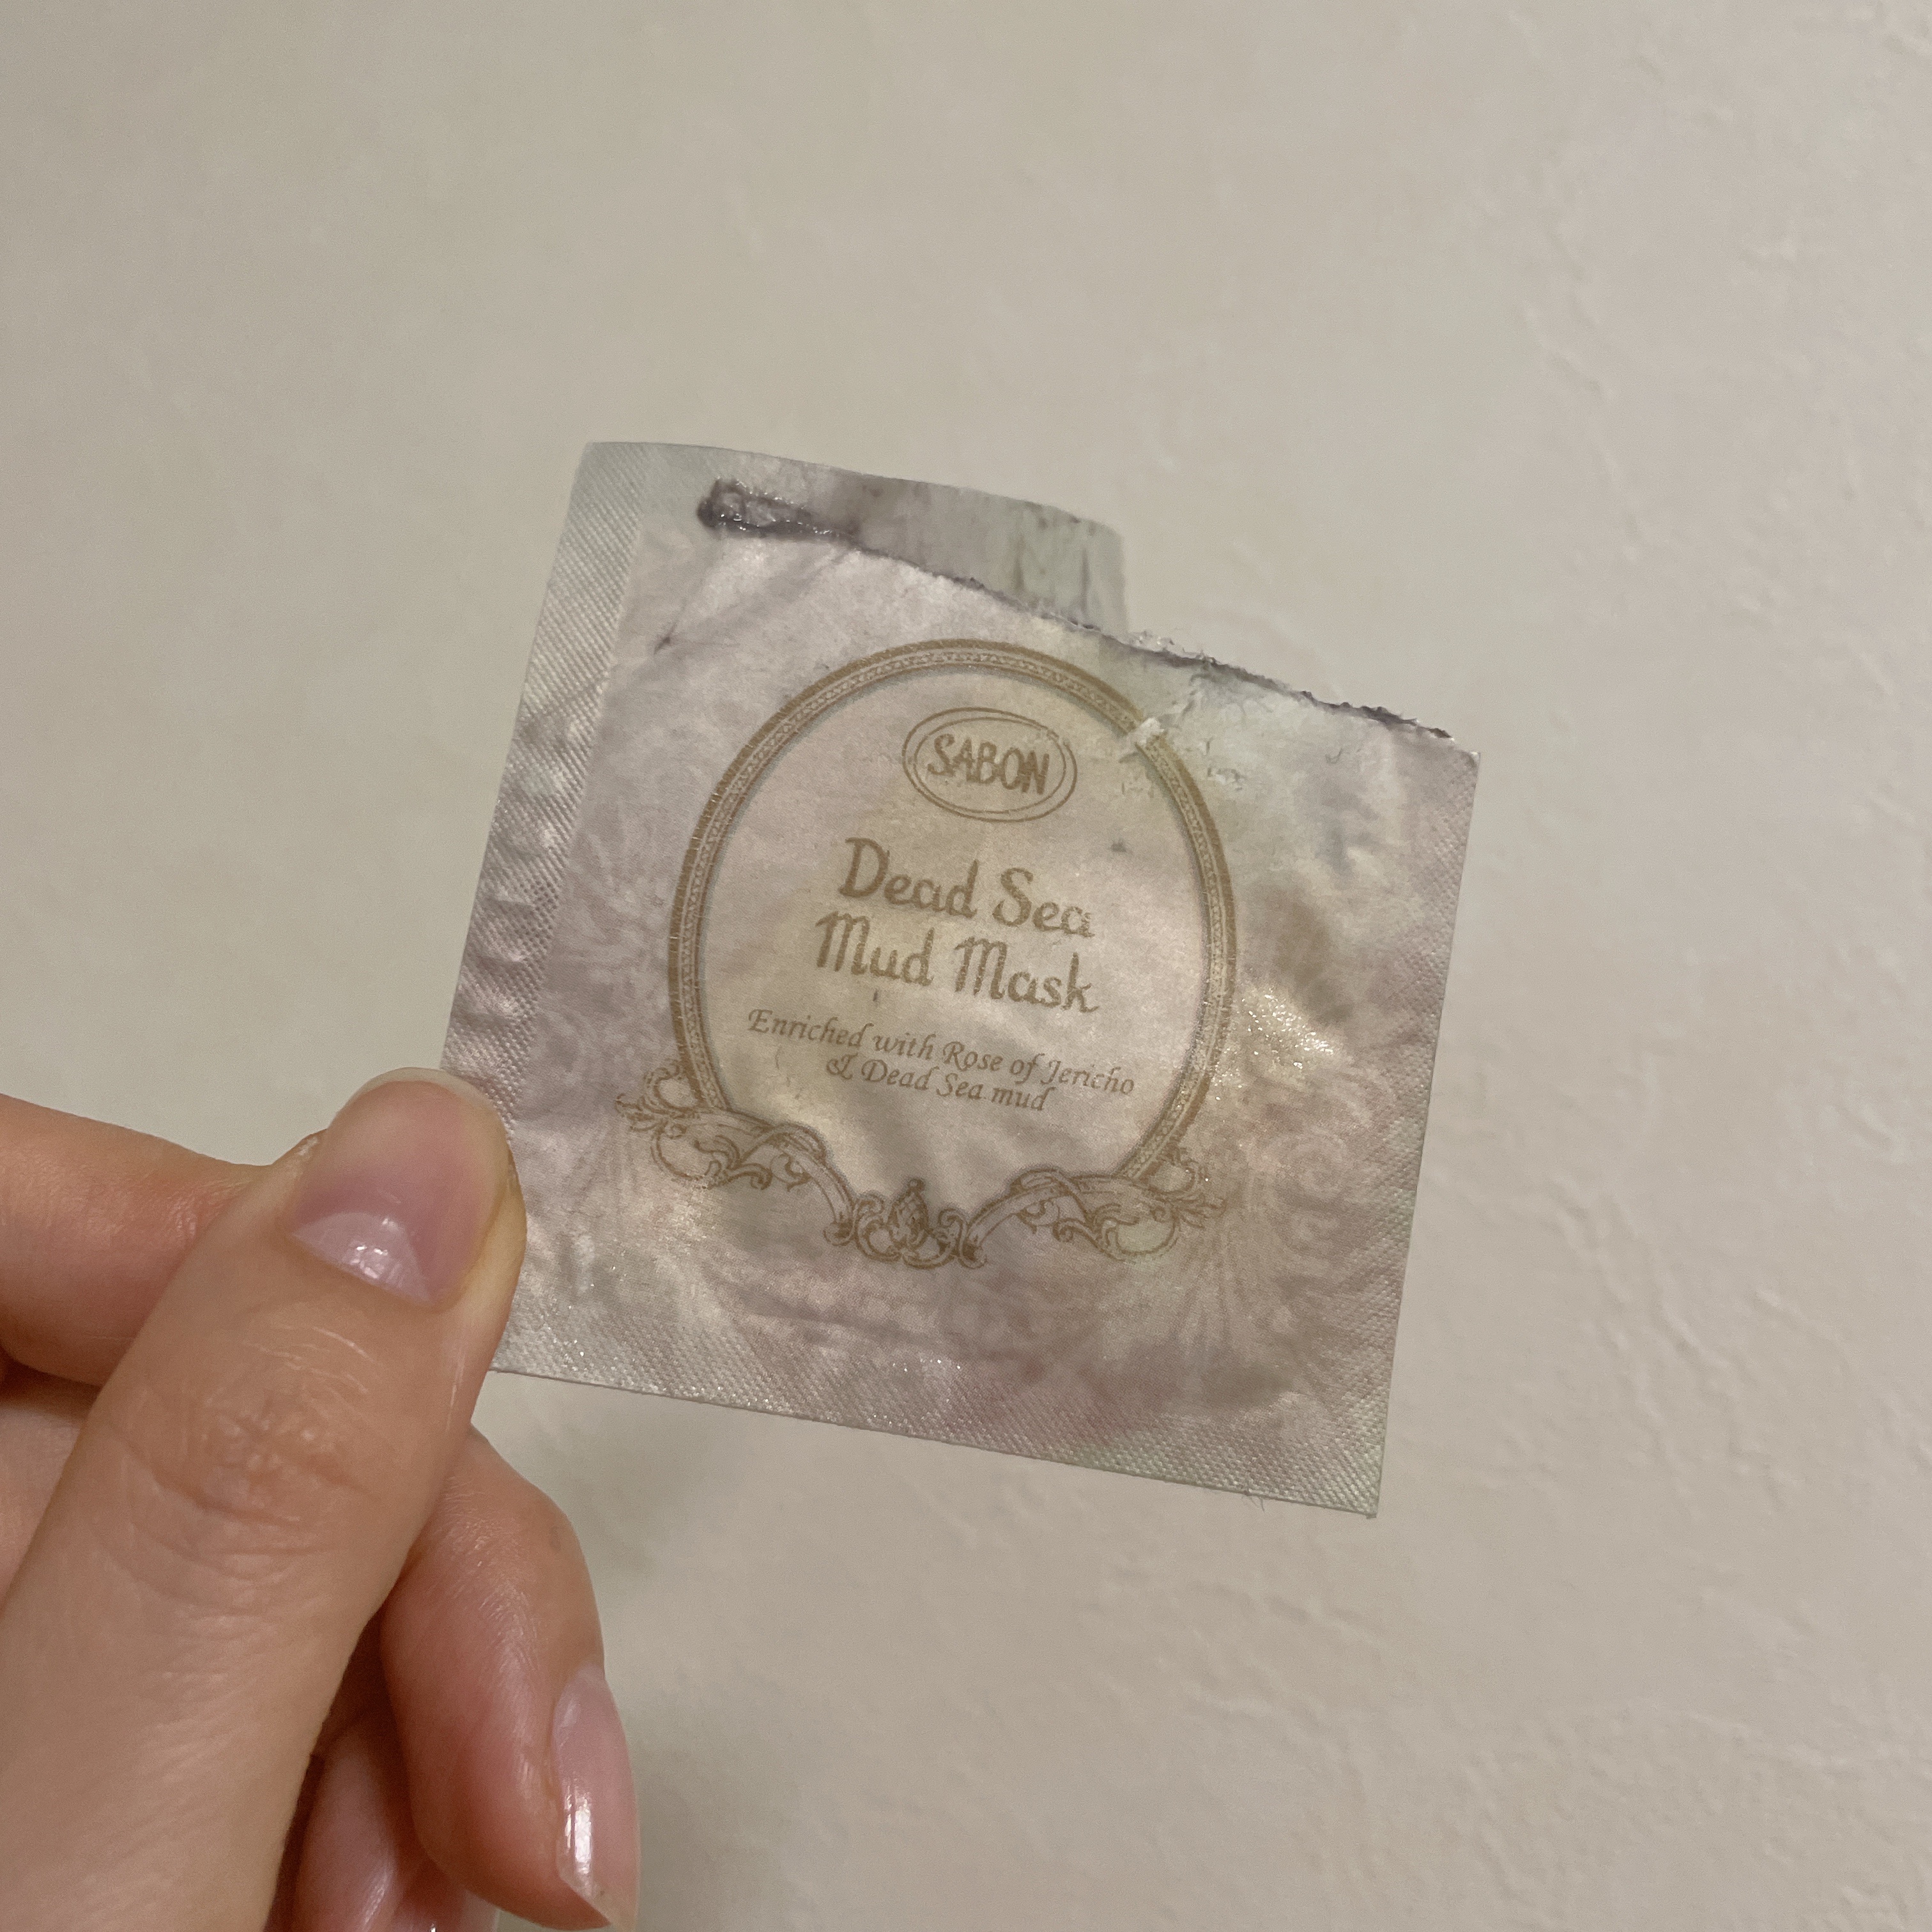 SABON
Dead Sea
Mud Mask
Enriched with Rose of Jericho
& Dead Sea mud